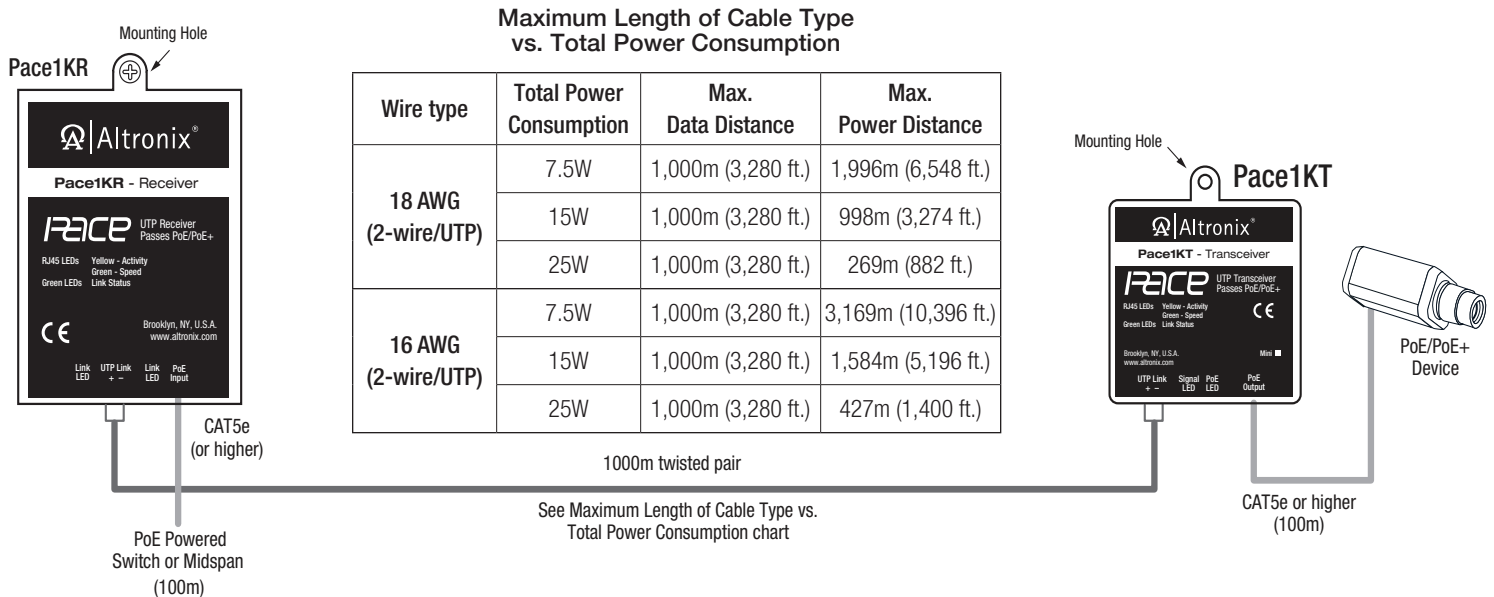 Maximum Length of Cable Type
vs. Total Power Consumption
Wire type
Total Power
Consumption
Max.
Data Distance
Max.
Power Distance
18 AWG
(2-wire/UTP)
7.5W 1,000m (3,280 ft.) 1,996m (6,548 ft.)
15W 1,000m (3,280 ft.) 998m (3,274 ft.)
25W 1,000m (3,280 ft.) 269m (882 ft.)
16 AWG
(2-wire/UTP)
7.5W 1,000m (3,280 ft.) 3,169m (10,396 ft.)
15W 1,000m (3,280 ft.) 1,584m (5,196 ft.)
25W 1,000m (3,280 ft.) 427m (1,400 ft.)
Mounting Hole
Pace1KR
Altronix®
Pace1KR - Receiver
PACE
UTP Receiver
Passes PoE/PoE+
RJ45 LEDs Yellow - Activity
Green - Speed
Green LEDs Link Status
CE
Brooklyn, NY, U.S.A.
www.altronix.com
Link
LED
UTP Link
+ –
Link
LED
PoE
Input
CAT5e
(or higher)
PoE Powered
Switch or Midspan
(100m)
1000m twisted pair
See Maximum Length of Cable Type vs.
Total Power Consumption chart
Mounting Hole
Pace1KT
Altronix®
Pace1KT - Transceiver
PACE
UTP Transceiver
Passes PoE/PoE+
RJ45 LEDs Yellow - Activity
Green - Speed
Green LEDs Link Status
CE
Brooklyn, NY, U.S.A.
www.altronix.com
Mini
UTP Link
+ –
Signal
LED
PoE
LED
PoE
Output
PoE/PoE+
Device
CAT5e or higher
(100m)